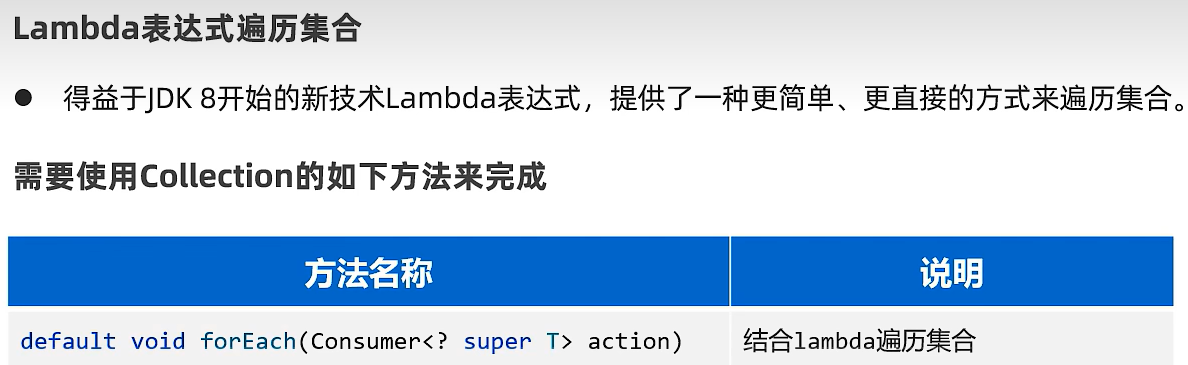 Lambda表达式遍历集合
● 得益于JDK 8开始的新技术Lambda表达式，提供了一种更简单、更直接的方式来遍历集合。
需要使用Collection的如下方法来完成
方法名称 说明
default void forEach(Consumer<? super T> action) 结合lambda遍历集合